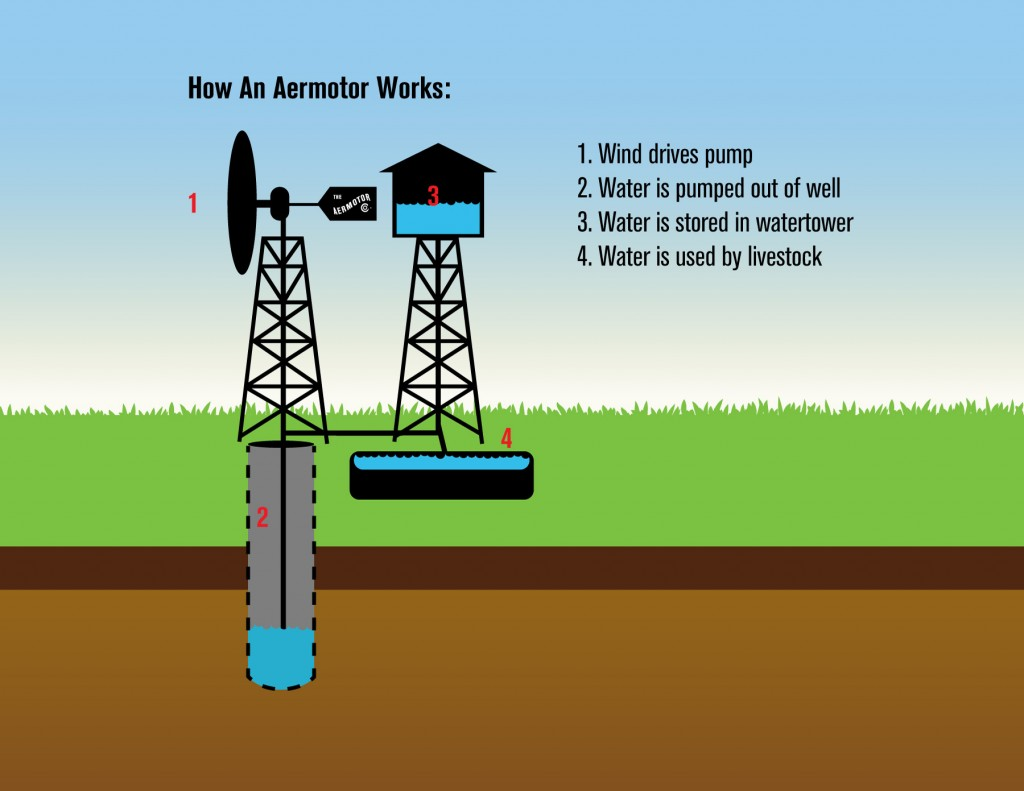 How An Aermotor Works:
1. Wind drives pump
2. Water is pumped out of well
3. Water is stored in watertower
4. Water is used by livestock
1
THE
AERMOTOR
Co.
3
4
2